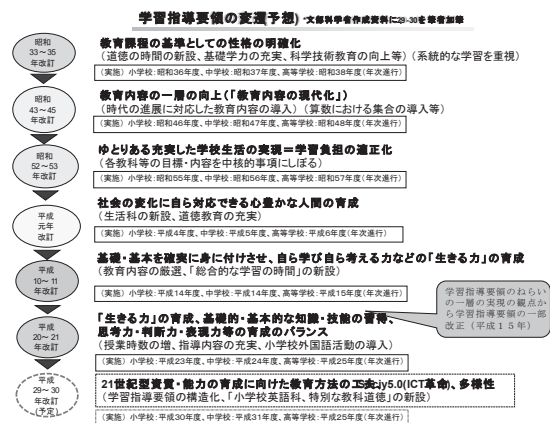 学習指導要領の変遷予想) *文部科学省作成資料に29-30を筆者加筆
昭和
33~35
年改訂
教育課程の基準としての性格の明確化
(道徳の時間の新設、基礎学力の充実、科学技術教育の向上等)(系統的な学習を重視)
(実施) 小学校:昭和36年度、中学校:昭和37年度、高等学校:昭和38年度(年次進行)
昭和
43~45
年改訂
教育内容の一層の向上(「教育内容の現代化」)
(時代の進展に対応した教育内容の導入)(算数における集合の導入等)
(実施) 小学校:昭和46年度、中学校:昭和47年度、高等学校:昭和48年度(年次進行)
昭和
52~53
年改訂
ゆとりある充実した学校生活の実現=学習負担の適正化
(各教科等の目標・内容を中核的事項にしぼる)
(実施) 小学校:昭和55年度、中学校:昭和56年度、高等学校:昭和57年度(年次進行)
平成
元年
改訂
社会の変化に自ら対応できる心豊かな人間の育成
(生活科の新設、道徳教育の充実)
(実施) 小学校:平成4年度、中学校:平成5年度、高等学校:平成6年度(年次進行)
平成
10~11
年改訂
基礎・基本を確実に身に付けさせ、自ら学び自ら考える力などの「生きる力」の育成
(教育内容の厳選、「総合的な学習の時間」の新設)
(実施) 小学校:平成14年度、中学校:平成14年度、高等学校:平成15年度(年次進行)
学習指導要領のねらい
の一層の実現の観点か
ら学習指導要領の一部
改正(平成15年)
平成
20~21
年改訂
「生きる力」の育成、基礎的・基本的な知識・技能の習得、
思考力・判断力・表現力等の育成のバランス
(授業時数の増、指導内容の充実、小学校外国語活動の導入)
(実施) 小学校:平成23年度、中学校:平成24年度、高等学校:平成25年度(年次進行)
平成
29~30
年改訂
(予定)
21世紀型資質・能力の育成に向けた教育方法の 5.0(ICT革命)、多様性
(学習指導要領の構造化、「小学校英語科、特別な教科道徳」の新設)
(実施) 小学校:平成30年度、中学校:平成31年度、高等学校:平成25年度(年次進行)